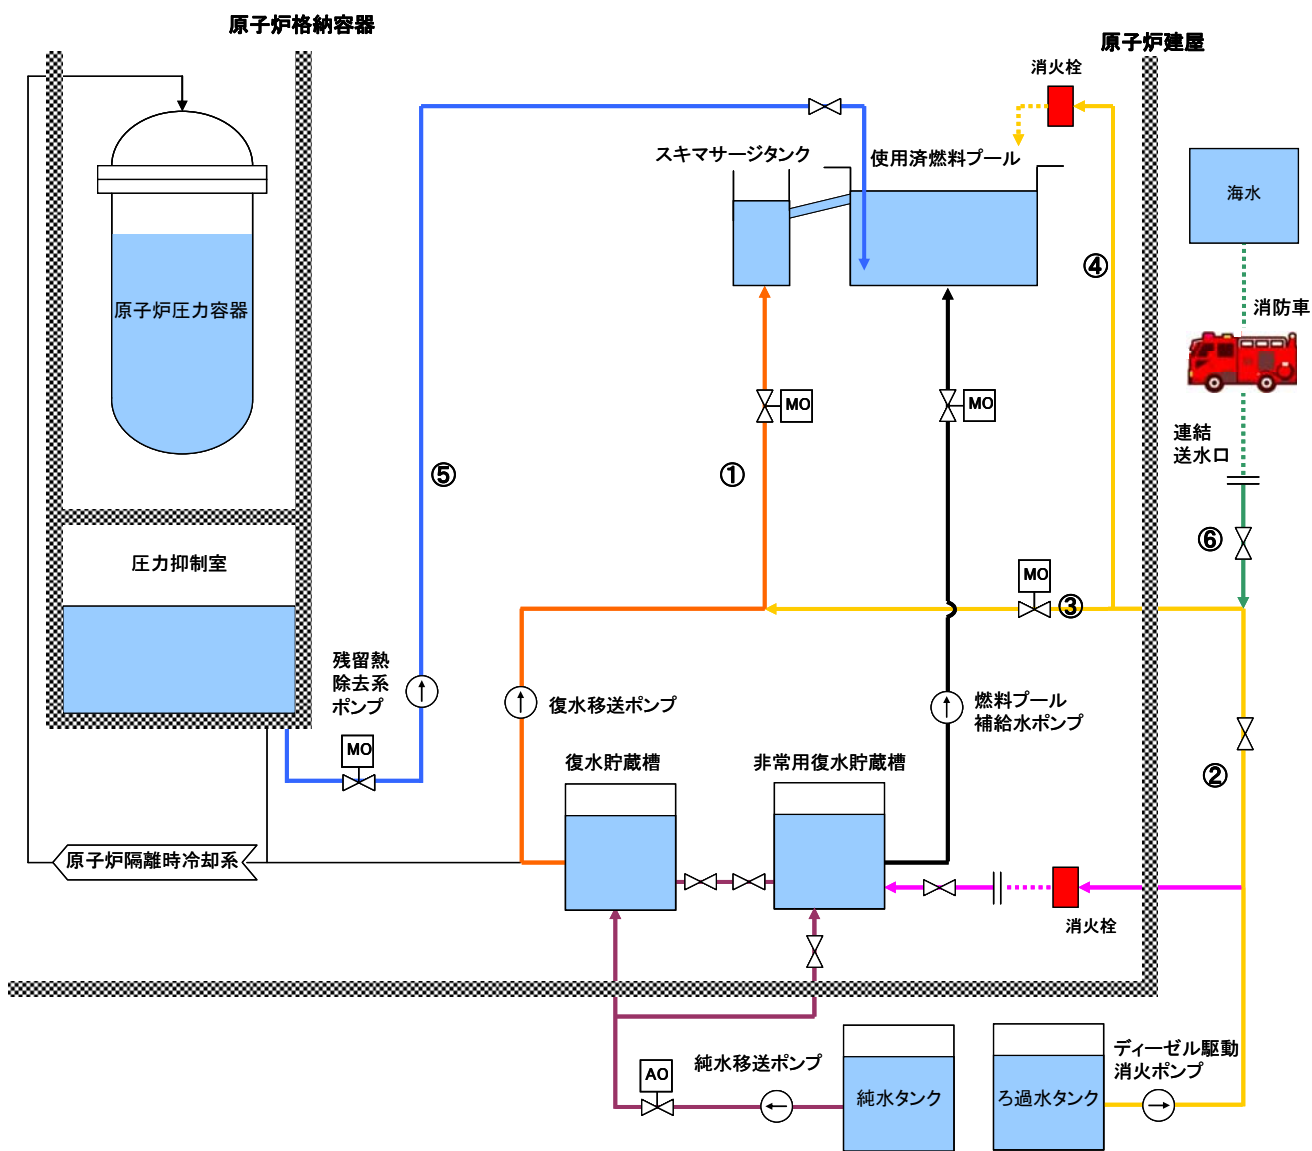 原子炉格納容器
原子炉建屋
消火栓
スキマサージタンク
使用済燃料プール
海水
④
原子炉圧力容器
消防車
MO
MO
連結
送水口
⑤
①
⑥
圧力抑制室
MO
③
残留熱
除去系
ポンプ
復水移送ポンプ
燃料プール
補給水ポンプ
MO
復水貯蔵槽
非常用復水貯蔵槽
②
原子炉隔離時冷却系
消火栓
純水移送ポンプ
ディーゼル駆動
消火ポンプ
AO
純水タンク
ろ過水タンク